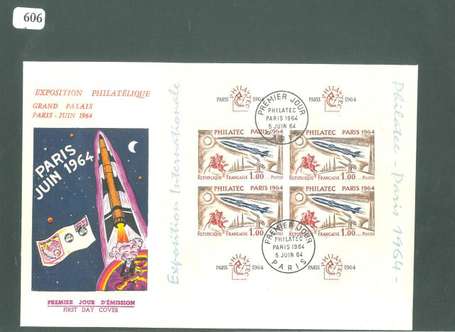 606
EXPOSITION PHILATÉLIQUE
GRAND PALAIS
PARIS - JUIN 1964
PARIS
JUIN 1964
PREMIER JOUR D'ÉMISSION
FIRST DAY COVER
Exposition Internationale
PARIS 1964
PARIS 1964
PREMIER JOUR
PHILATEC
PARIS 1964
5 JUIN 64
PHILATEC PARIS 1964
RÉPUBLIQUE FRANÇAISE 1,00 POSTES
PHILATEC PARIS 1964
RÉPUBLIQUE FRANÇAISE 1,00 POSTES
PHILATEC PARIS 1964
RÉPUBLIQUE FRANÇAISE 1,00
PHILATEC PARIS 1964
RÉPUBLIQUE FRANÇAISE 1,00 POSTES
PREMIER JOUR
PHILATEC
PARIS 1964
5 JUIN 64
PARIS
PARIS 1964
PARIS 1964
Philatec - Paris 1964 -